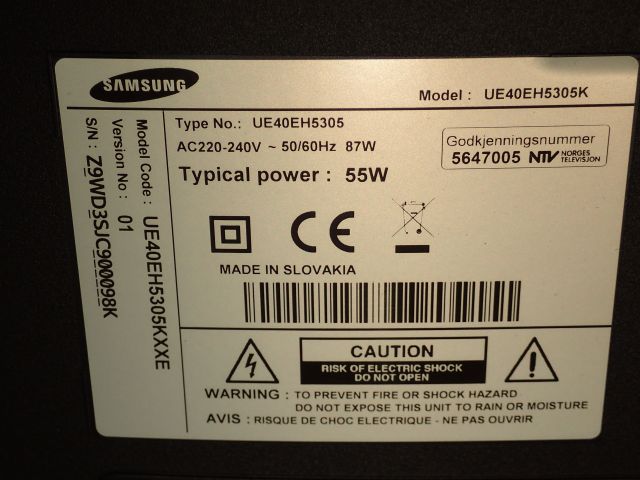 SAMSUNG
Model : UE40EH5305K
Type No.: UE40EH5305
AC220-240V ~ 50/60Hz 87W
Typical power : 55W
Godkjenningsnummer
5647005 NTV NORGES TELEVISION
MADE IN SLOVAKIA
Model Code : UE40EH5305KXXE
Version No : 01
S/N : Z9WD3SJC900098K
CAUTION
RISK OF ELECTRIC SHOCK
DO NOT OPEN
WARNING : TO PREVENT FIRE OR SHOCK HAZARD
DO NOT EXPOSE THIS UNIT TO RAIN OR MOISTURE
AVIS : RISQUE DE CHOC ELECTRIQUE - NE PAS OUVRIR